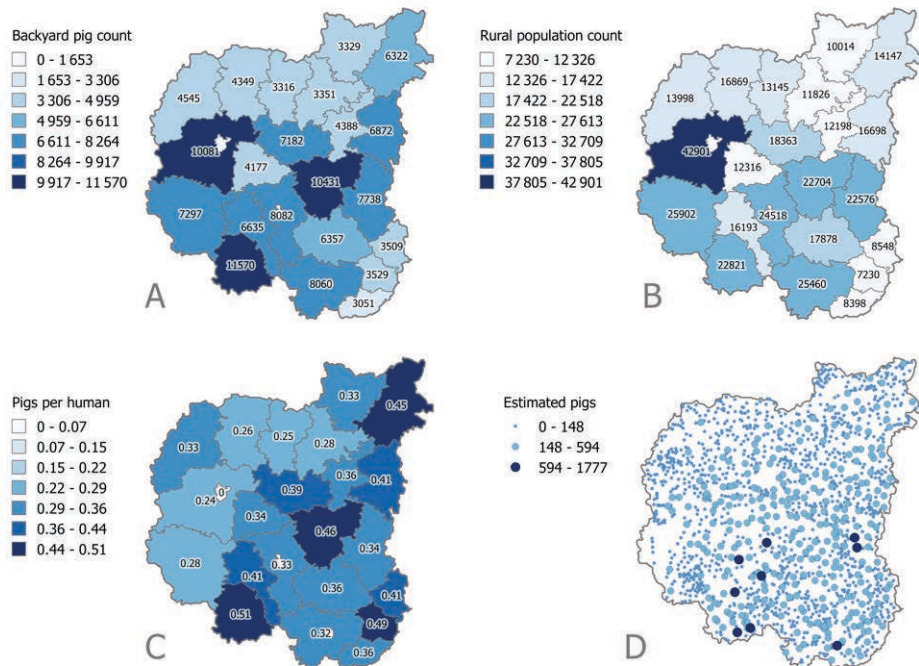 Backyard pig count
0 - 1 653
1 653 - 3 306
3 306 - 4 959
4 959 - 6 611
6 611 - 8 264
8 264 - 9 917
9 917 - 11 570
3329
6322
4349
3316
3351
4545
4388
6872
7182
10081
4177
10431
7738
7297
8082
6635
6357
3509
11570
3529
8060
3051
A
Rural population count
7 230 - 12 326
12 326 - 17 422
17 422 - 22 518
22 518 - 27 613
27 613 - 32 709
32 709 - 37 805
37 805 - 42 901
10014
14147
16869
13145
11826
13998
12198
16698
18363
42901
12316
22704
22576
25902
24518
16193
17878
8548
22821
7230
25460
8398
B
Pigs per human
0 - 0.07
0.07 - 0.15
0.15 - 0.22
0.22 - 0.29
0.29 - 0.36
0.36 - 0.44
0.44 - 0.51
0.33
0.45
0.26
0.25
0.28
0.33
0.36
0.41
0.39
0
0.24
0.34
0.46
0.34
0.28
0.33
0.41
0.36
0.41
0.51
0.49
0.32
0.36
C
Estimated pigs
0 - 148
148 - 594
594 - 1777
D